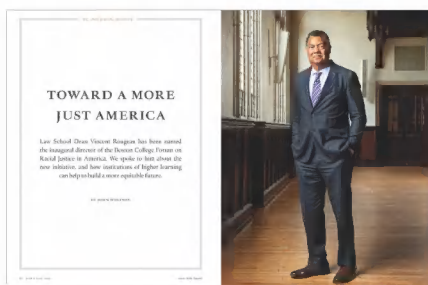 TOWARD A MORE
JUST AMERICA
Law School Dean Vincent Rougeau has been named
the inaugural director of the Boston College Forum on
Racial Justice in America. We spoke to him about the
new initiative, and how institutions of higher learning
can help to build a more equitable future.